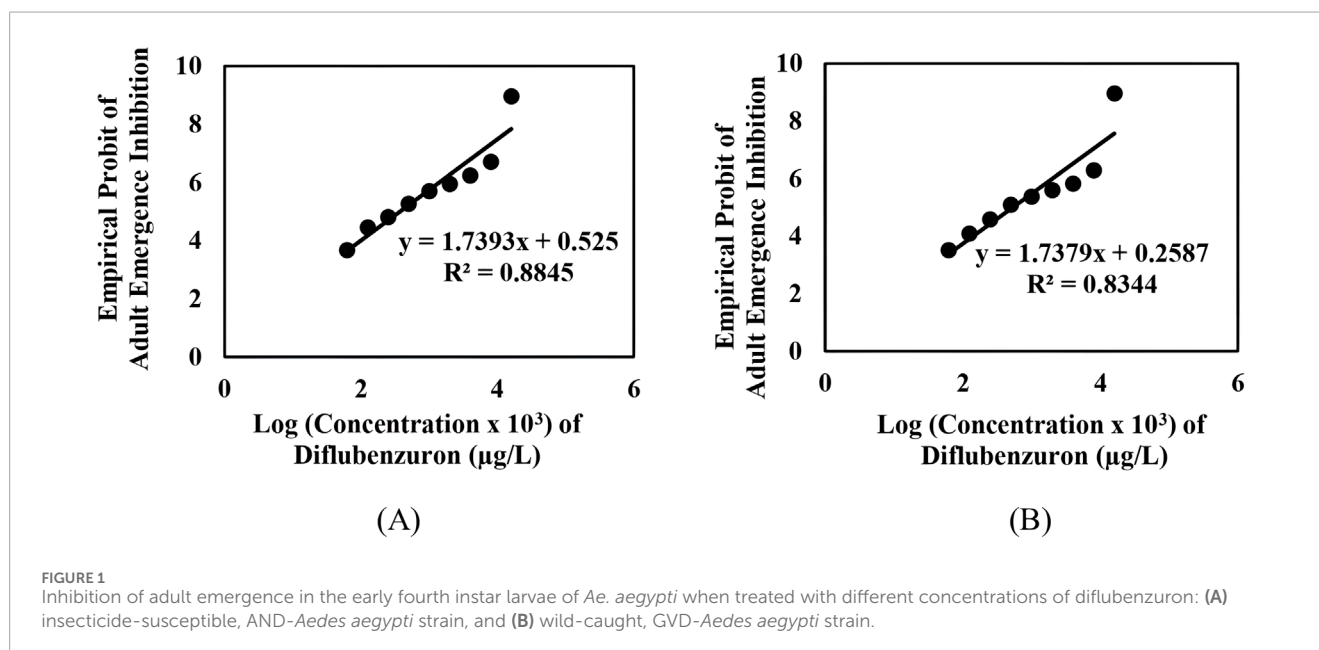 10
8
6
4
2
0
Empirical Probit of
Adult Emergence Inhibition
y = 1.7393x + 0.525
R² = 0.8845
0 2 4 6
Log (Concentration x 10³) of
Diflubenzuron (µg/L)
(A)
10
8
6
4
2
0
Empirical Probit of
Adult Emergence Inhibition
y = 1.7379x + 0.2587
R² = 0.8344
0 2 4 6
Log (Concentration x 10³) of
Diflubenzuron (µg/L)
(B)
FIGURE 1
Inhibition of adult emergence in the early fourth instar larvae of Ae. aegypti when treated with different concentrations of diflubenzuron: (A)
insecticide-susceptible, AND-Aedes aegypti strain, and (B) wild-caught, GVD-Aedes aegypti strain.